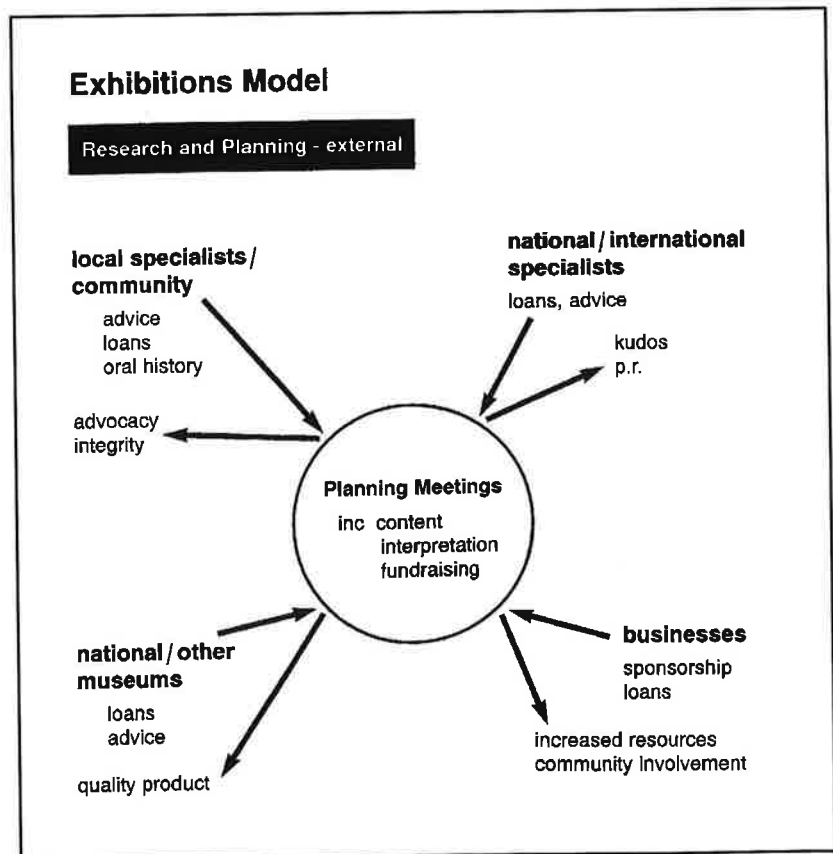 Exhibitions Model
Research and Planning - external
local specialists/
community
advice
loans
oral history
advocacy
integrity
national/international
specialists
loans, advice
kudos
p.r.
Planning Meetings
inc content
interpretation
fundraising
national/other
museums
loans
advice
quality product
businesses
sponsorship
loans
increased resources
community involvement